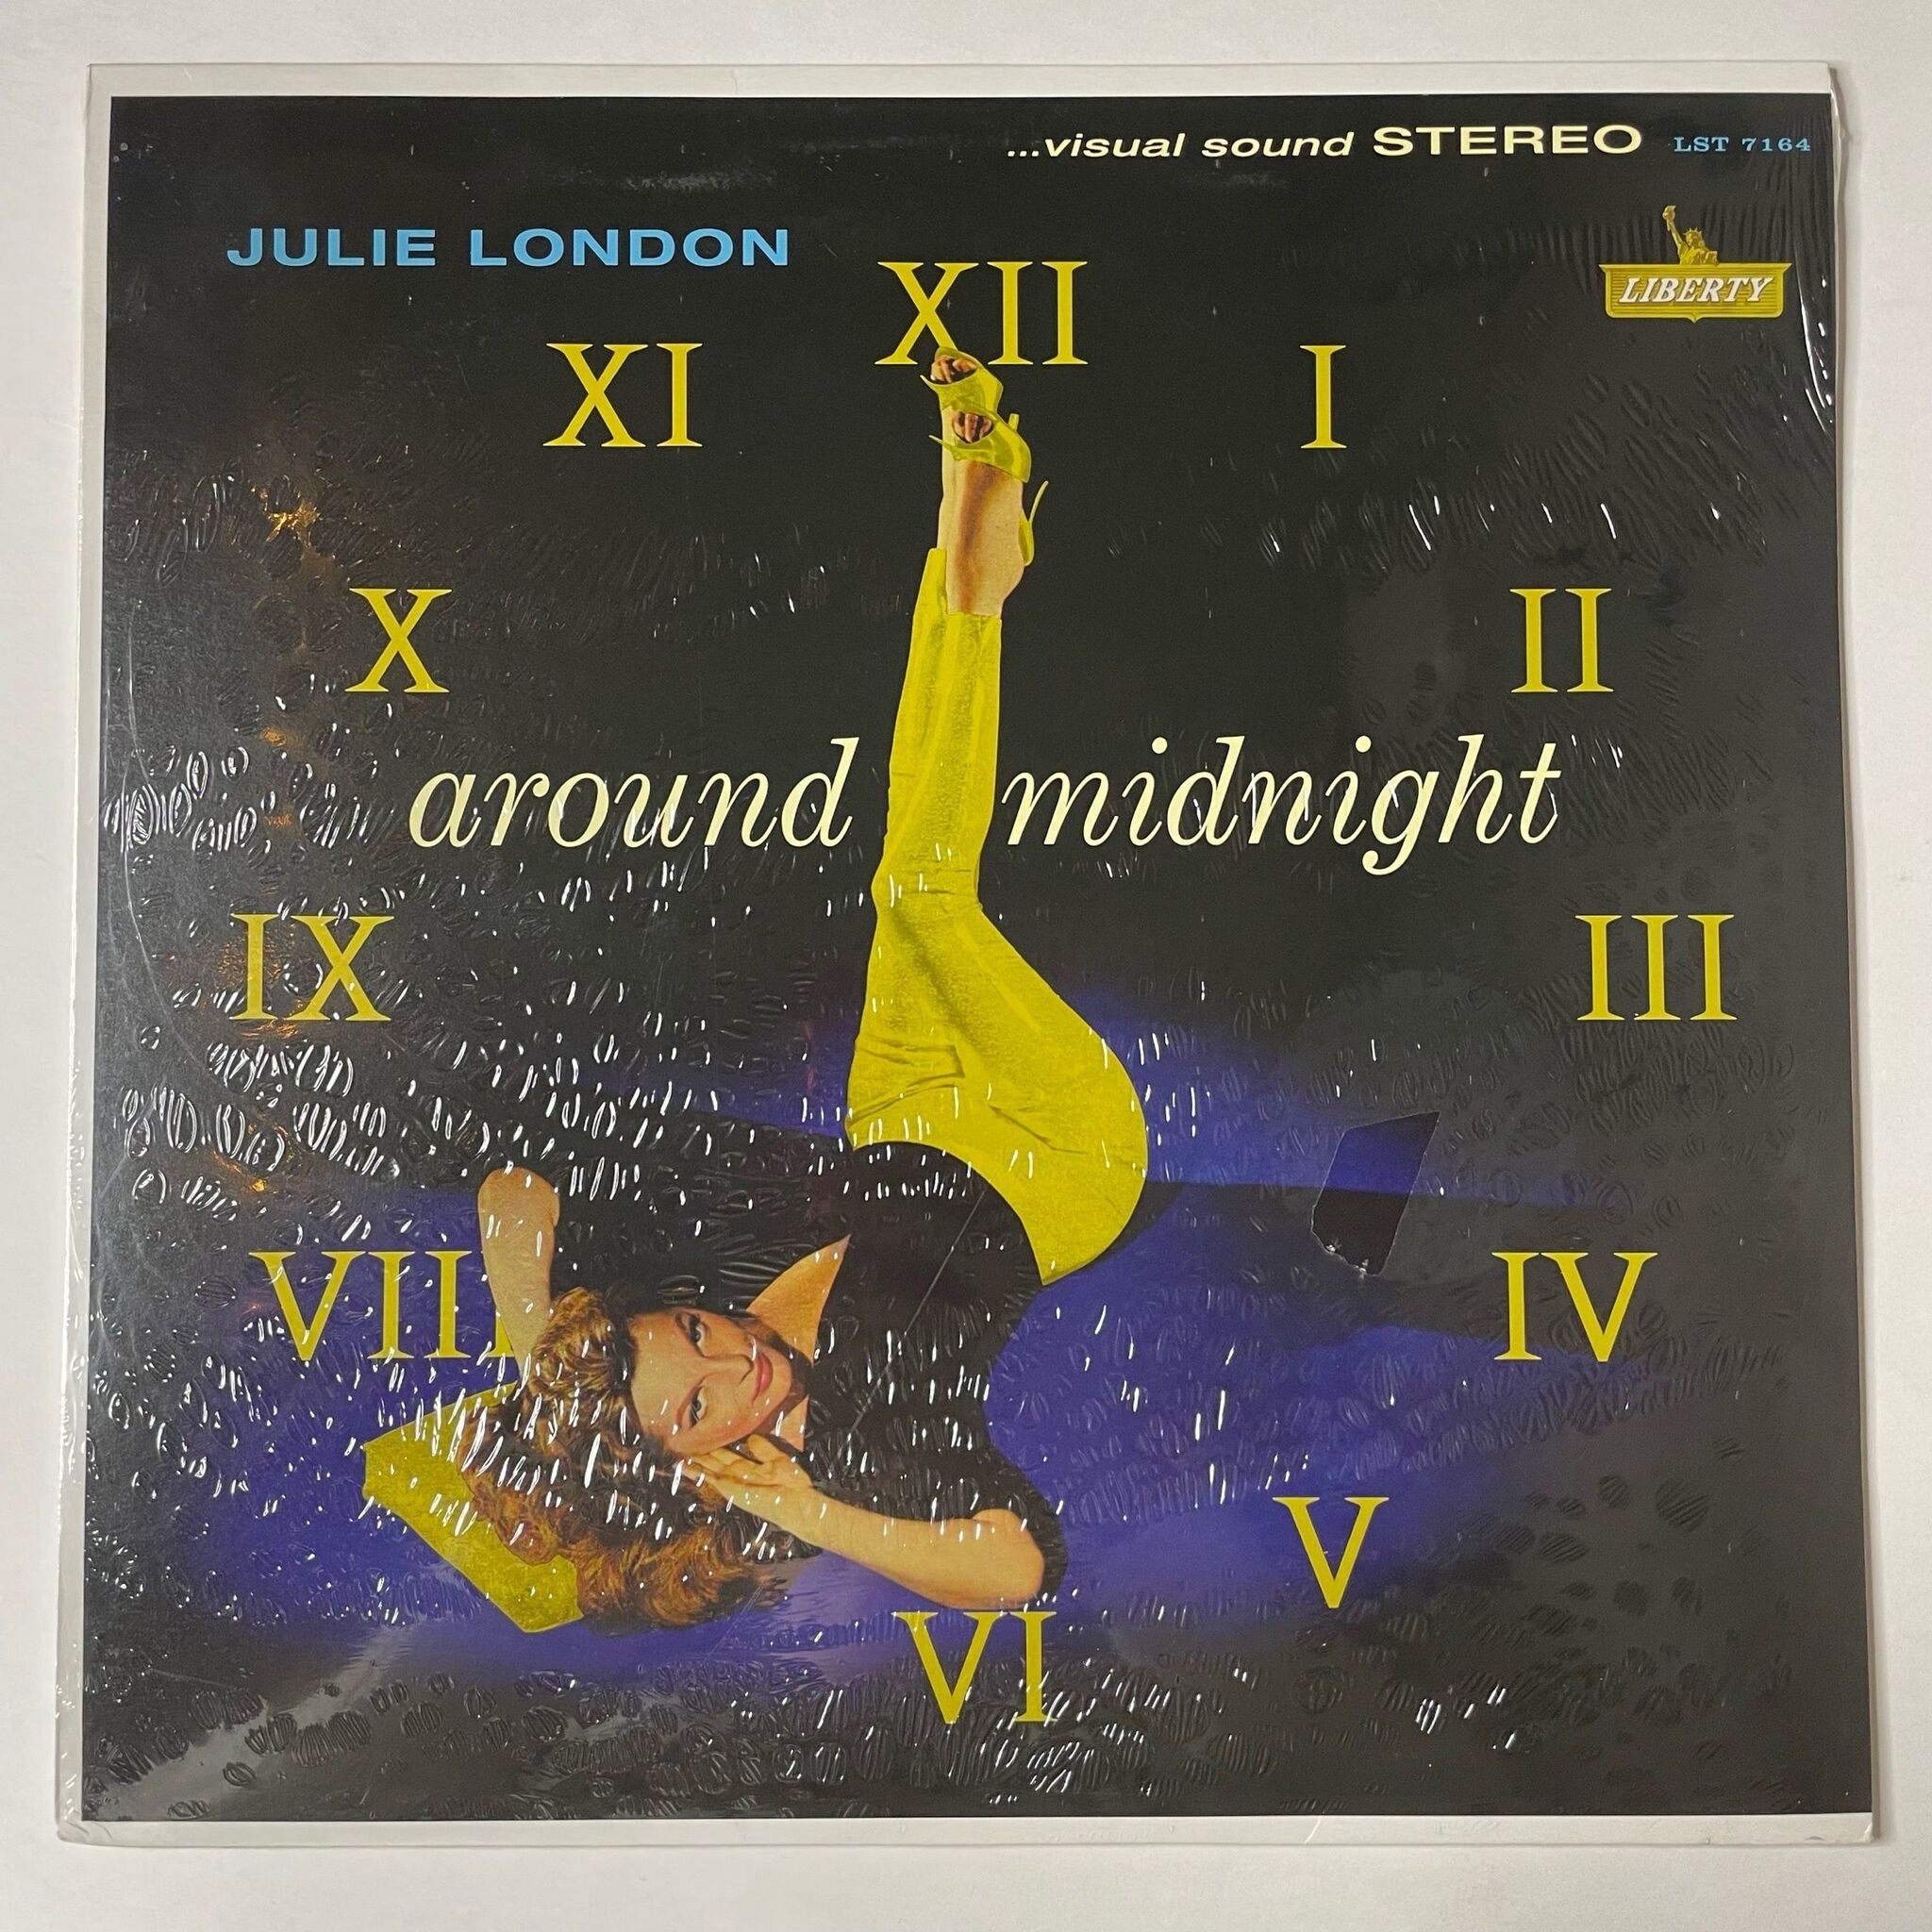 ...visual sound STEREO LST 7164
JULIE LONDON
LIBERTY
XII
XI
I
X
II
around midnight
IX
III
VIII
IV
V
VI